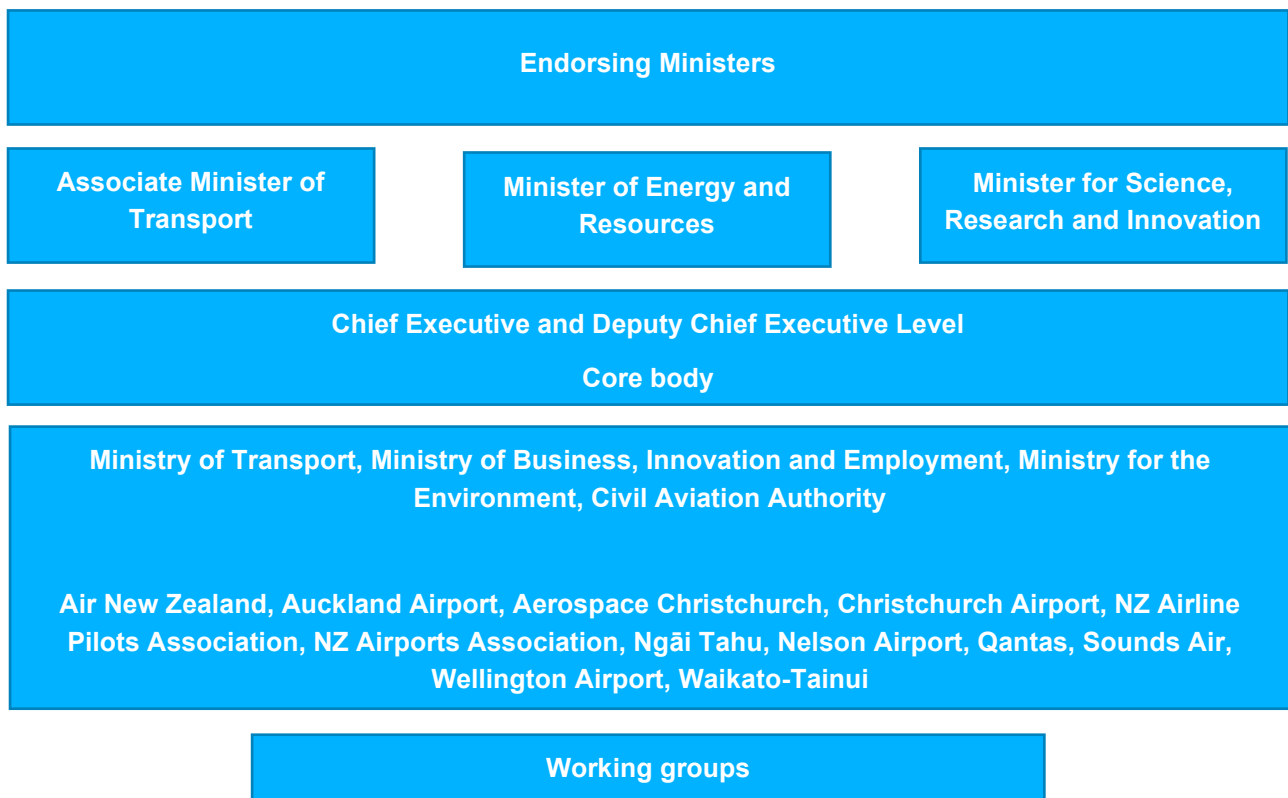 Endorsing Ministers
Associate Minister of
Transport
Minister of Energy and
Resources
Minister for Science,
Research and Innovation
Chief Executive and Deputy Chief Executive Level
Core body
Ministry of Transport, Ministry of Business, Innovation and Employment, Ministry for the
Environment, Civil Aviation Authority
Air New Zealand, Auckland Airport, Aerospace Christchurch, Christchurch Airport, NZ Airline
Pilots Association, NZ Airports Association, Ngāi Tahu, Nelson Airport, Qantas, Sounds Air,
Wellington Airport, Waikato-Tainui
Working groups